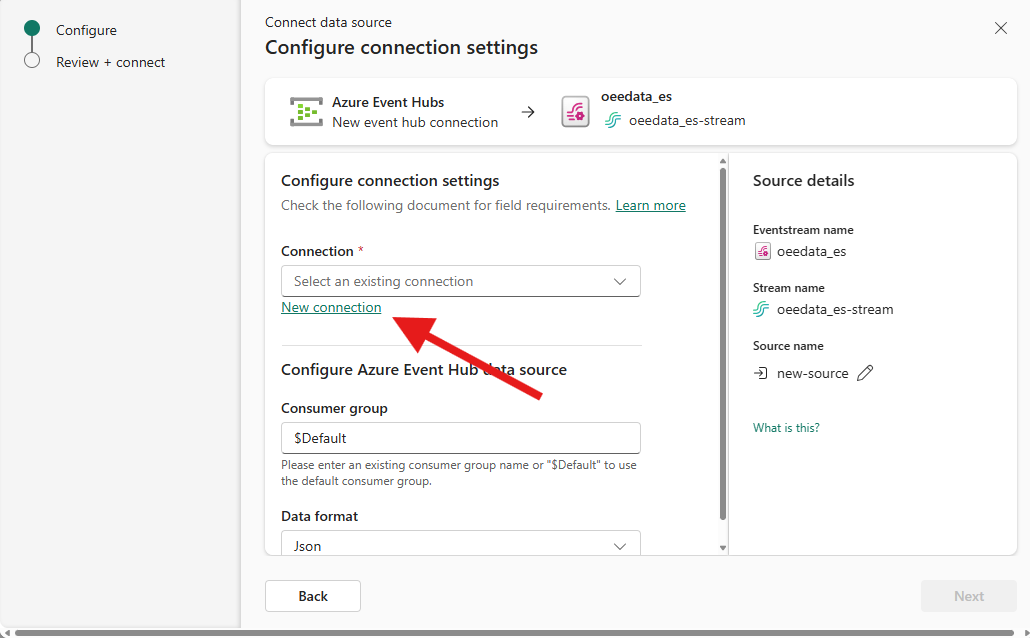 Configure
Review + connect
Connect data source
Configure connection settings
Azure Event Hubs
New event hub connection
oeedata_es
oeedata_es-stream
Configure connection settings
Check the following document for field requirements. Learn more
Connection *
Select an existing connection
New connection
Configure Azure Event Hub data source
Consumer group
$Default
Please enter an existing consumer group name or "$Default" to use
the default consumer group.
Data format
Json
Source details
Eventstream name
oeedata_es
Stream name
oeedata_es-stream
Source name
new-source
What is this?
Back
Next